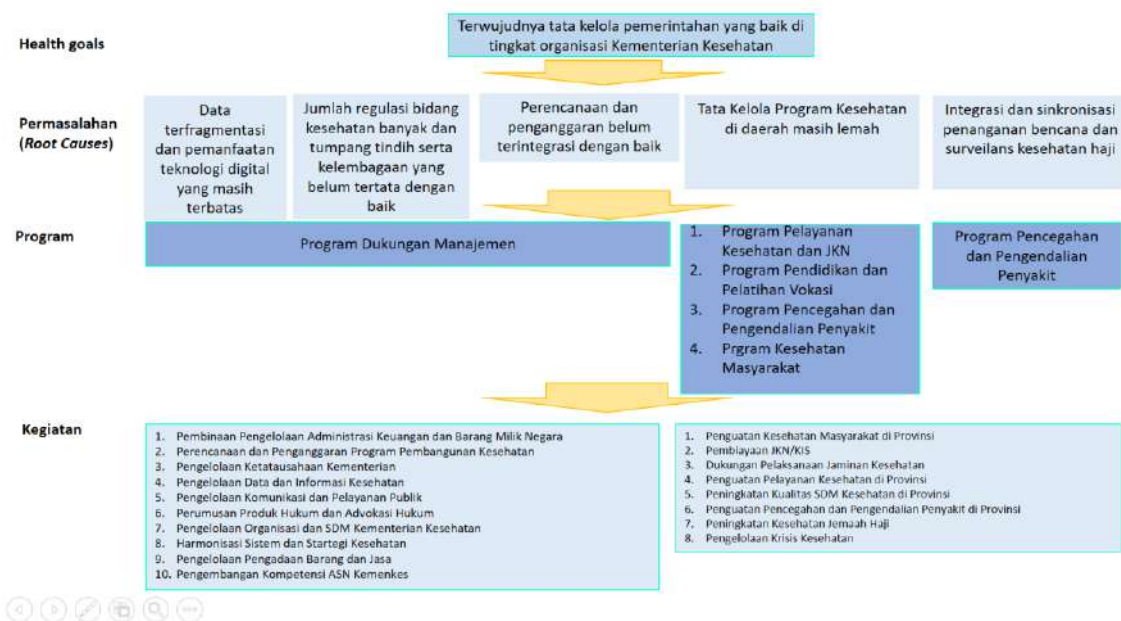 Health goals
Terwujudnya tata kelola pemerintahan yang baik di
tingkat organisasi Kementerian Kesehatan
Permasalahan
(Root Causes)
Data
terfragmentasi
dan pemanfaatan
teknologi digital
yang masih
terbatas
Jumlah regulasi bidang
kesehatan banyak dan
tumpang tindih serta
kelembagaan yang
belum tertata dengan
baik
Perencanaan dan
penganggaran belum
terintegrasi dengan baik
Tata Kelola Program Kesehatan
di daerah masih lemah
Integrasi dan sinkronisasi
penanganan bencana dan
surveilans kesehatan haji
Program
Program Dukungan Manajemen
1. Program Pelayanan
Kesehatan dan JKN
2. Program Pendidikan dan
Pelatihan Vokasi
3. Program Pencegahan dan
Pengendalian Penyakit
4. Prgram Kesehatan
Masyarakat
Program Pencegahan
dan Pengendalian
Penyakit
Kegiatan
1. Pembinaan Pengelolaan Administrasi Keuangan dan Barang Milik Negara
2. Perencanaan dan Penganggaran Program Pembangunan Kesehatan
3. Pengelolaan Ketatausahaan Kementerian
4. Pengelolaan Data dan Informasi Kesehatan
5. Pengelolaan Komunikasi dan Pelayanan Publik
6. Perumusan Produk Hukum dan Advokasi Hukum
7. Pengelolaan Organisasi dan SDM Kementerian Kesehatan
8. Harmonisasi Sistem dan Startegi Kesehatan
9. Pengelolaan Pengadaan Barang dan Jasa
10. Pengembangan Kompetensi ASN Kemenkes
1. Penguatan Kesehatan Masyarakat di Provinsi
2. Pembiayaan JKN/KIS
3. Dukungan Pelaksanaan Jaminan Kesehatan
4. Penguatan Pelayanan Kesehatan di Provinsi
5. Peningkatan Kualitas SDM Kesehatan di Provinsi
6. Penguatan Pencegahan dan Pengendalian Penyakit di Provinsi
7. Peningkatan Kesehatan Jemaah Haji
8. Pengelolaan Krisis Kesehatan